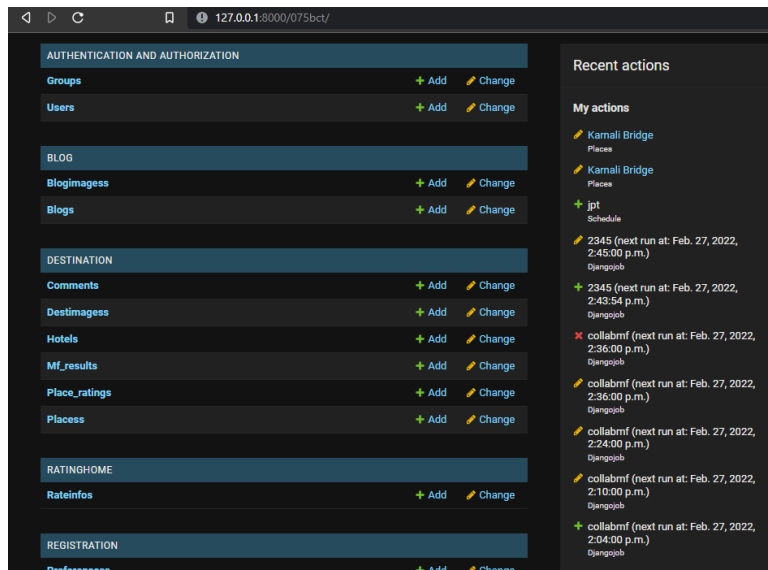 127.0.0.1:8000/075bct/
AUTHENTICATION AND AUTHORIZATION
Groups Add Change
Users Add Change
BLOG
Blogimagess Add Change
Blogs Add Change
DESTINATION
Comments Add Change
Destimagess Add Change
Hotels Add Change
Mf_results Add Change
Place_ratings Add Change
Placess Add Change
RATINGHOME
Rateinfos Add Change
REGISTRATION
Preferencess Add Change
Recent actions
My actions
Karnali Bridge
Places
Karnali Bridge
Places
jpt
Schedule
2345 (next run at: Feb. 27, 2022,
2:45:00 p.m.)
Djangojob
2345 (next run at: Feb. 27, 2022,
2:43:54 p.m.)
Djangojob
collabmf (next run at: Feb. 27, 2022,
2:36:00 p.m.)
Djangojob
collabmf (next run at: Feb. 27, 2022,
2:36:00 p.m.)
Djangojob
collabmf (next run at: Feb. 27, 2022,
2:24:00 p.m.)
Djangojob
collabmf (next run at: Feb. 27, 2022,
2:10:00 p.m.)
Djangojob
collabmf (next run at: Feb. 27, 2022,
2:04:00 p.m.)
Djangojob